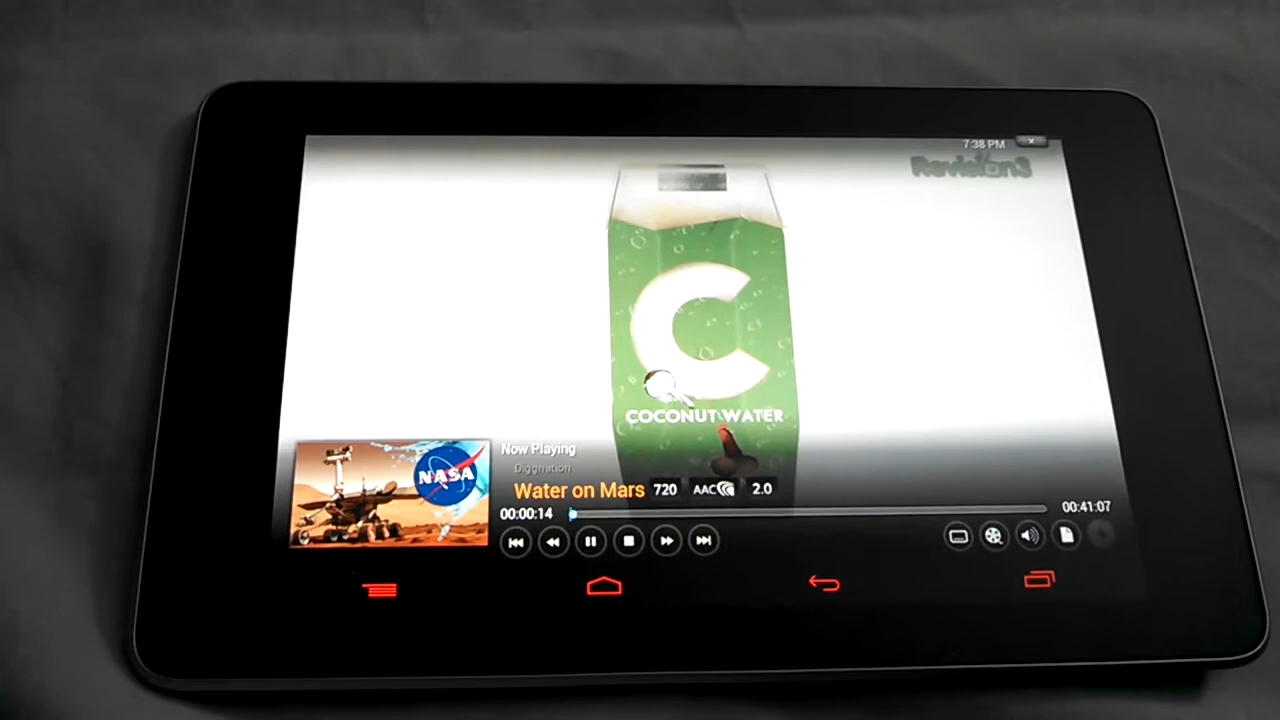 7:38 PM
Revision3
C
COCONUT WATER
Now Playing
Diggnation
NASA
Water on Mars 720 AAC 2.0
00:00:14
00:41:07